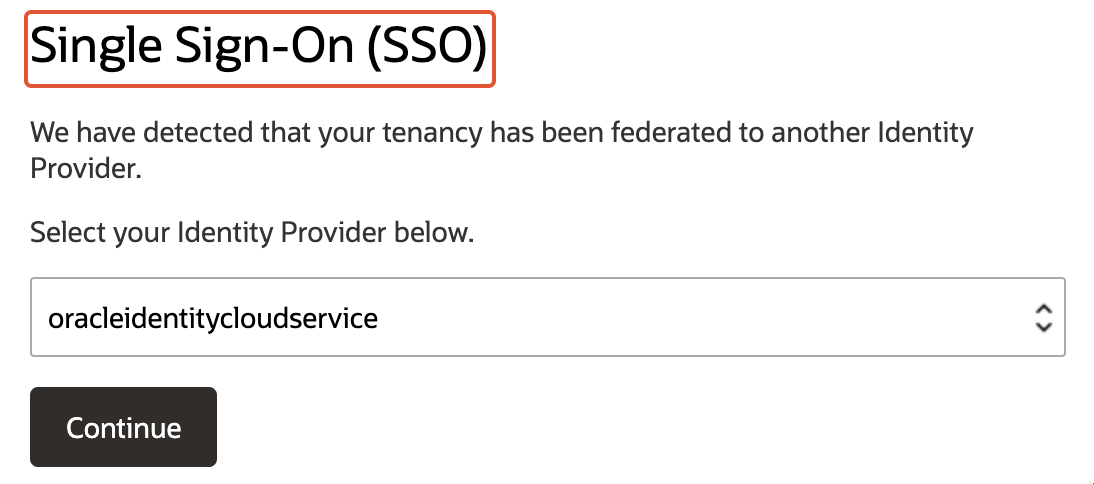 Single Sign-On (SSO)
We have detected that your tenancy has been federated to another Identity
Provider.
Select your Identity Provider below.
oracleidentitycloudservice
Continue